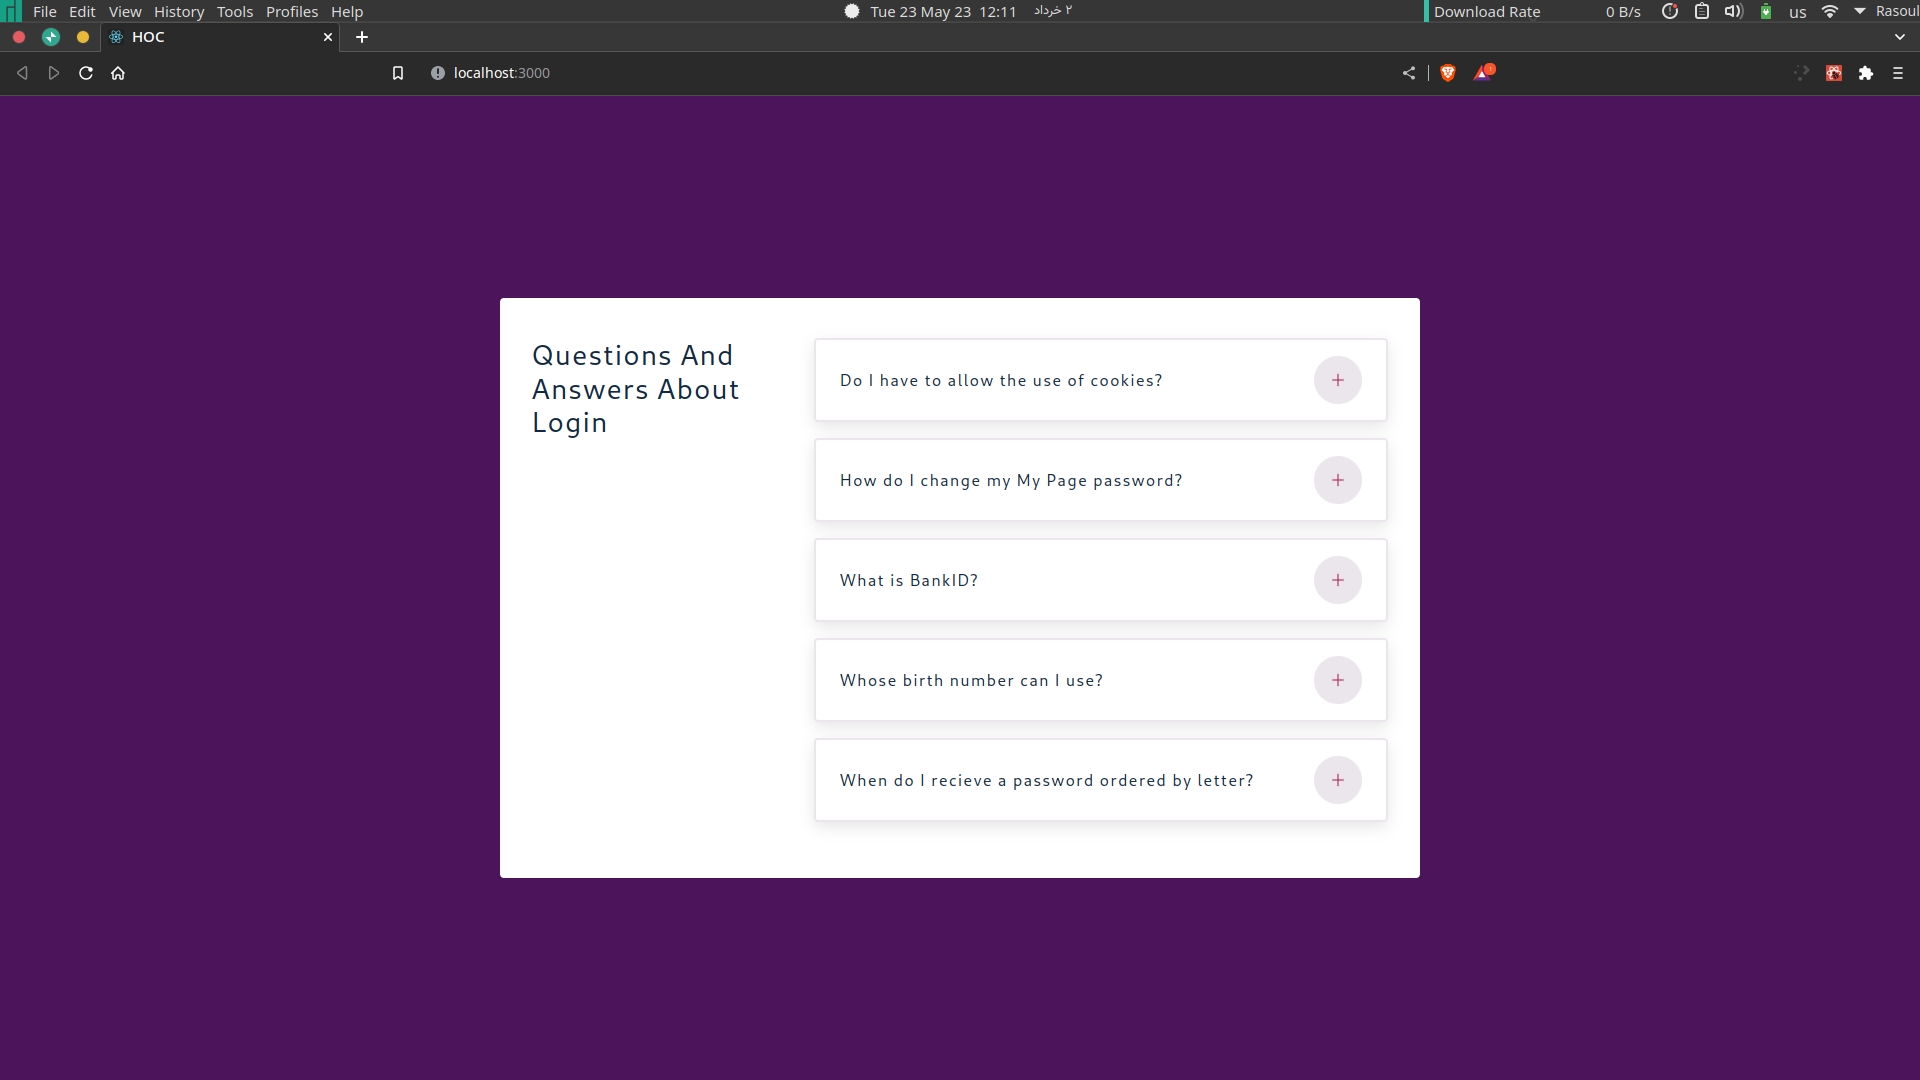 File Edit View History Tools Profiles Help
Tue 23 May 23 12:11 ۲ خرداد
Download Rate 0 B/s us Rasoul
HOC
localhost:3000
Questions And
Answers About
Login
Do I have to allow the use of cookies?
How do I change my My Page password?
What is BankID?
Whose birth number can I use?
When do I recieve a password ordered by letter?